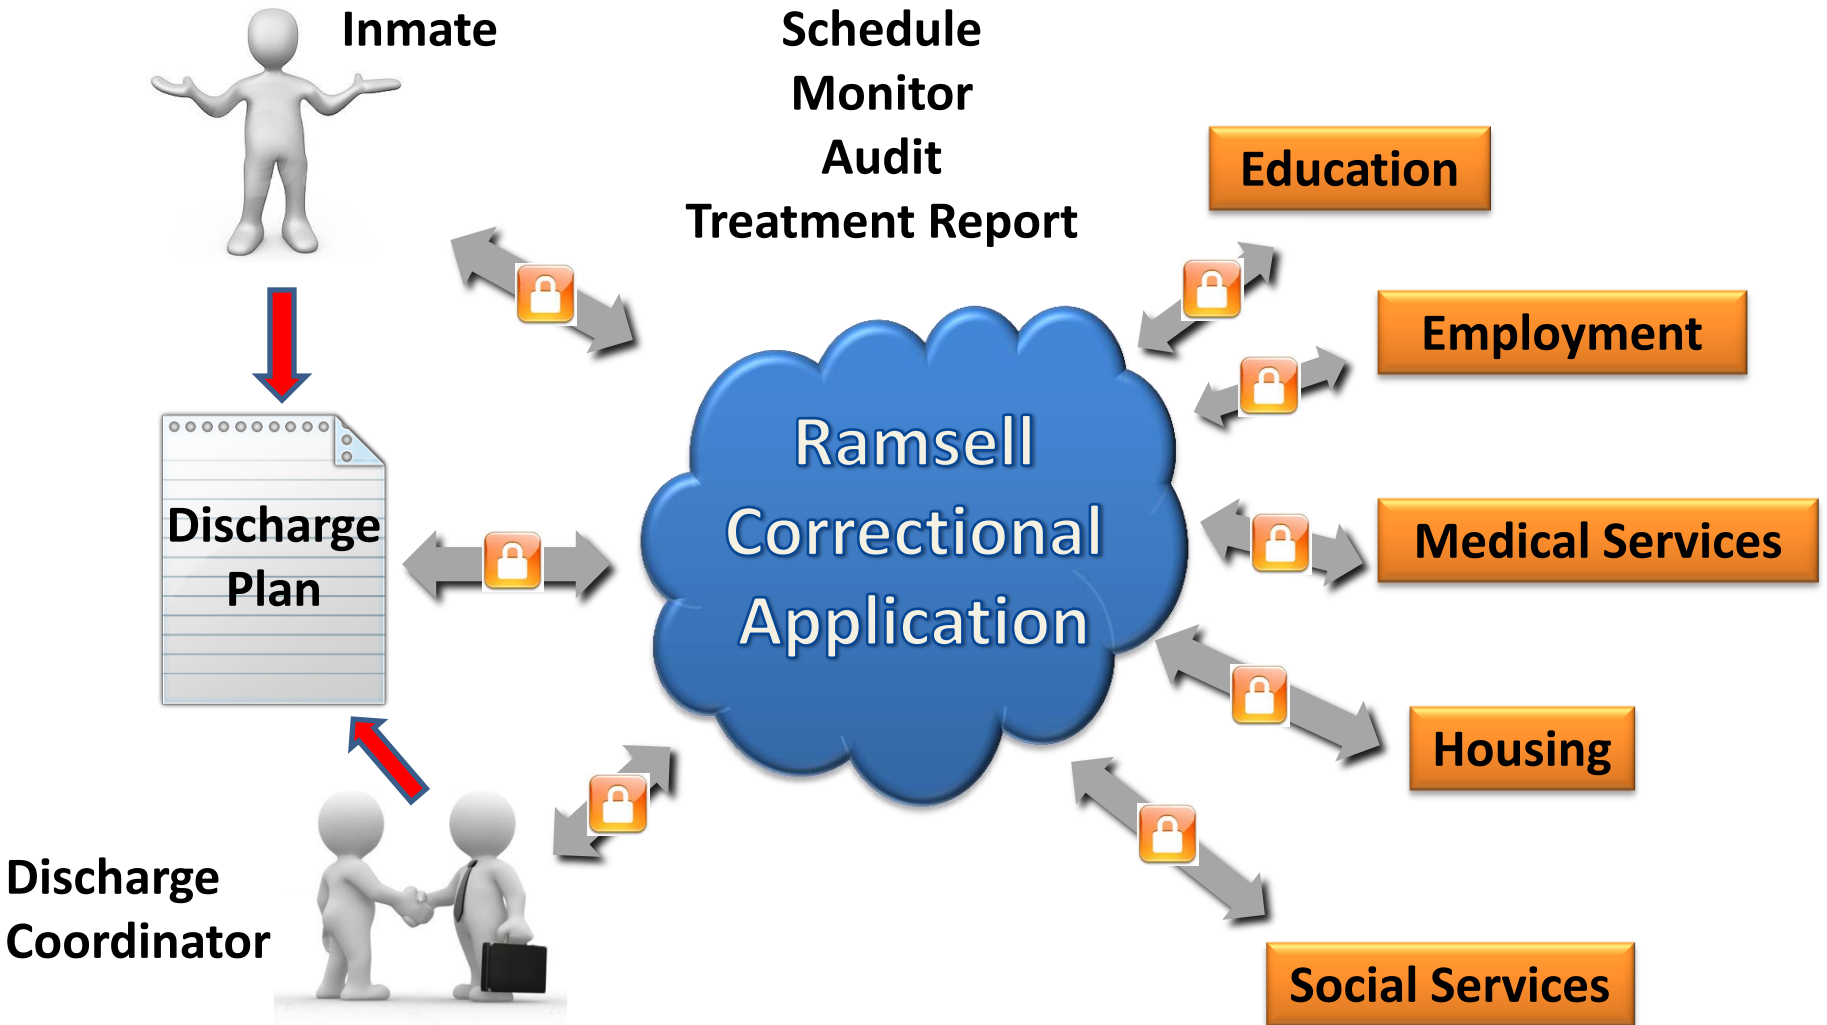 Inmate
Schedule
Monitor
Audit
Treatment Report
Education
Employment
Ramsell
Correctional
Application
Discharge
Plan
Medical Services
Housing
Discharge
Coordinator
Social Services